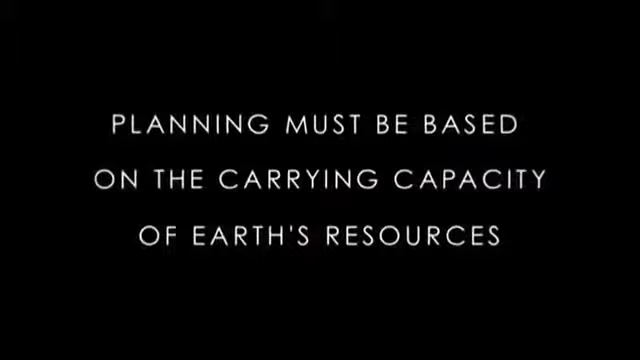 PLANNING MUST BE BASED
ON THE CARRYING CAPACITY
OF EARTH'S RESOURCES